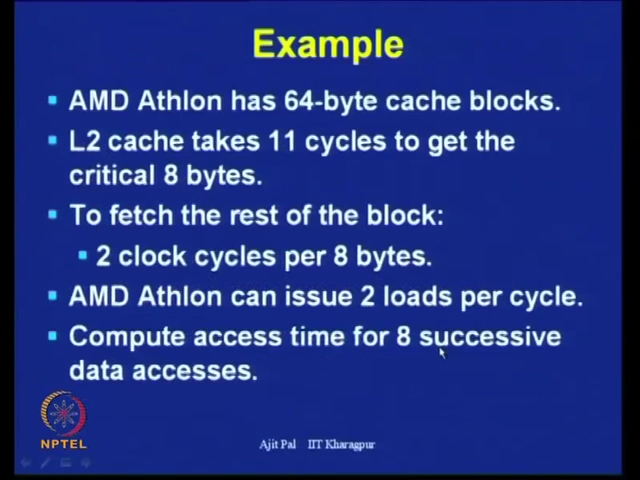 Example
AMD Athlon has 64-byte cache blocks.
L2 cache takes 11 cycles to get the
critical 8 bytes.
To fetch the rest of the block:
2 clock cycles per 8 bytes.
AMD Athlon can issue 2 loads per cycle.
Compute access time for 8 successive
data accesses.
NPTEL
Ajit Pal IIT Kharagpur